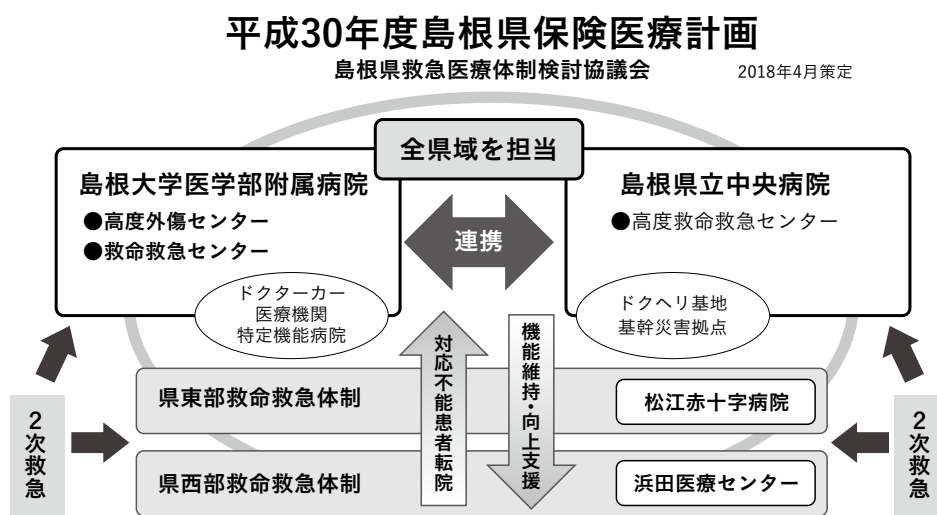 平成30年度島根県保険医療計画
島根県救急医療体制検討協議会
2018年4月策定
全県域を担当
島根大学医学部附属病院
●高度外傷センター
●救命救急センター
ドクターカー
医療機関
特定機能病院
連携
島根県立中央病院
●高度救命救急センター
ドクヘリ基地
基幹災害拠点
対応不能患者転院
機能維持・向上支援
2次救急
県東部救命救急体制
松江赤十字病院
県西部救命救急体制
浜田医療センター
2次救急